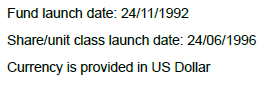 Fund launch date: 24/11/1992
Share/unit class launch date: 24/06/1996
Currency is provided in US Dollar